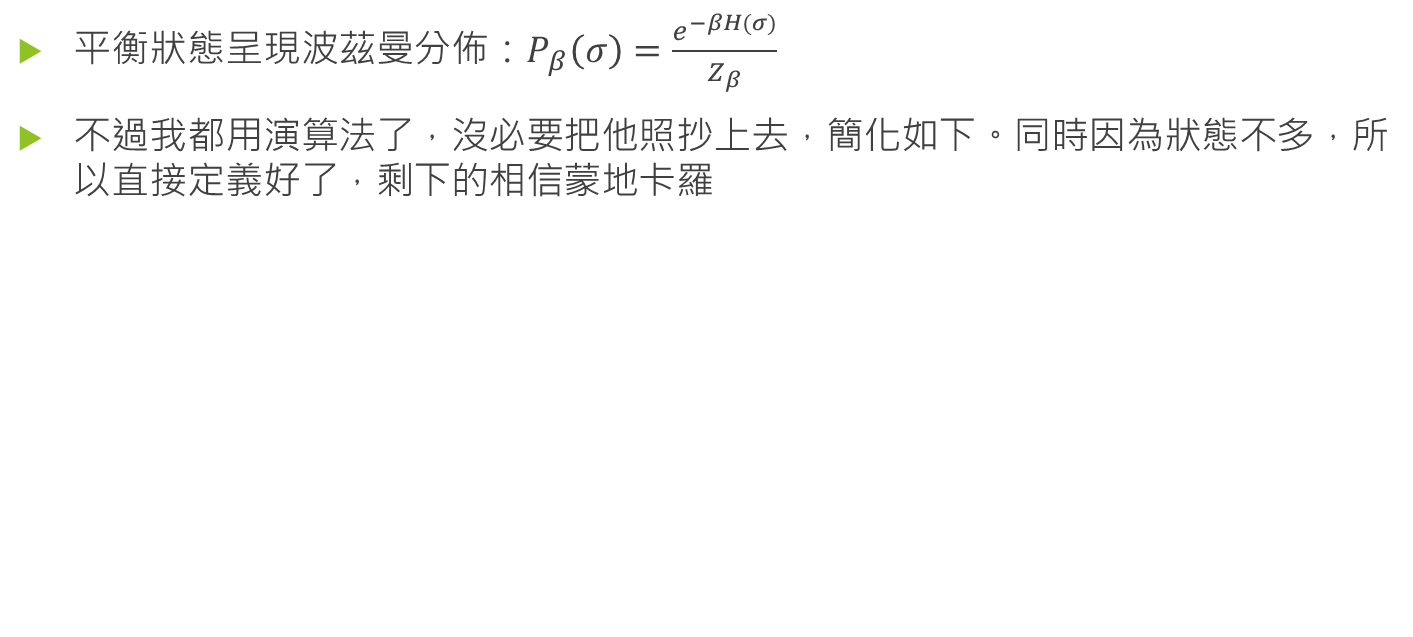 平衡狀態呈現波茲曼分佈：𝑃𝛽(𝜎) = 𝑒^{−𝛽𝐻(𝜎)} / 𝑍𝛽
不過我都用演算法了，沒必要把他照抄上去，簡化如下。同時因為狀態不多，所
以直接定義好了，剩下的相信蒙地卡羅